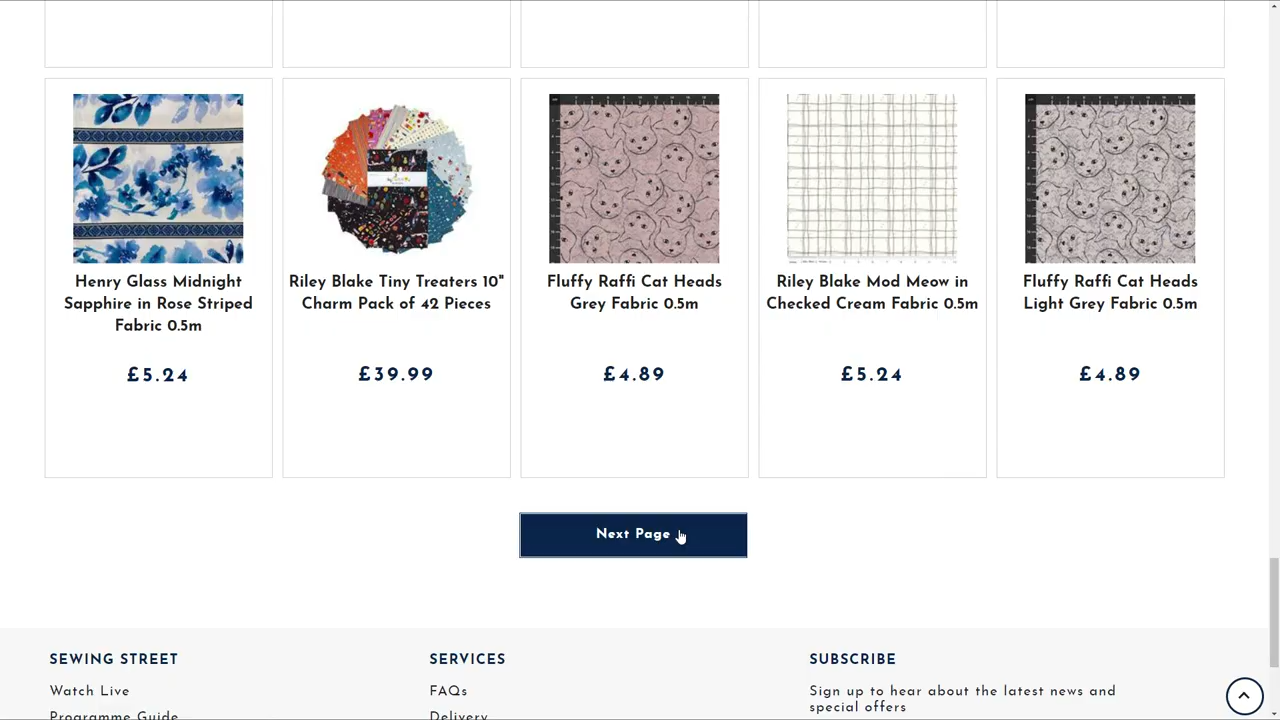 Henry Glass Midnight
Sapphire in Rose Striped
Fabric 0.5m
£5.24
Riley Blake Tiny Treaters 10"
Charm Pack of 42 Pieces
£39.99
Fluffy Raffi Cat Heads
Grey Fabric 0.5m
£4.89
Riley Blake Mod Meow in
Checked Cream Fabric 0.5m
£5.24
Fluffy Raffi Cat Heads
Light Grey Fabric 0.5m
£4.89
Next Page
SEWING STREET
Watch Live
Programme Guide
SERVICES
FAQs
Delivery
SUBSCRIBE
Sign up to hear about the latest news and
special offers